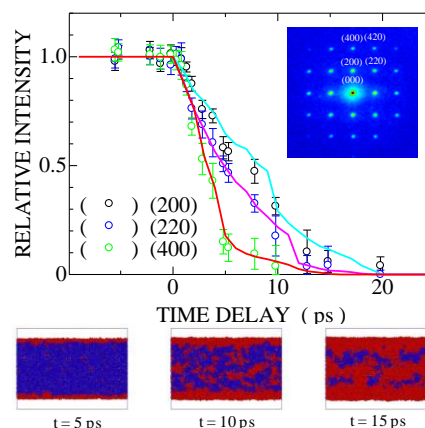 RELATIVE INTENSITY
1.0
0.5
0
( ) (200)
( ) (220)
( ) (400)
(400) (420)
(200) (220)
(000)
0 10 20
TIME DELAY ( ps )
t = 5 ps t = 10 ps t = 15 ps